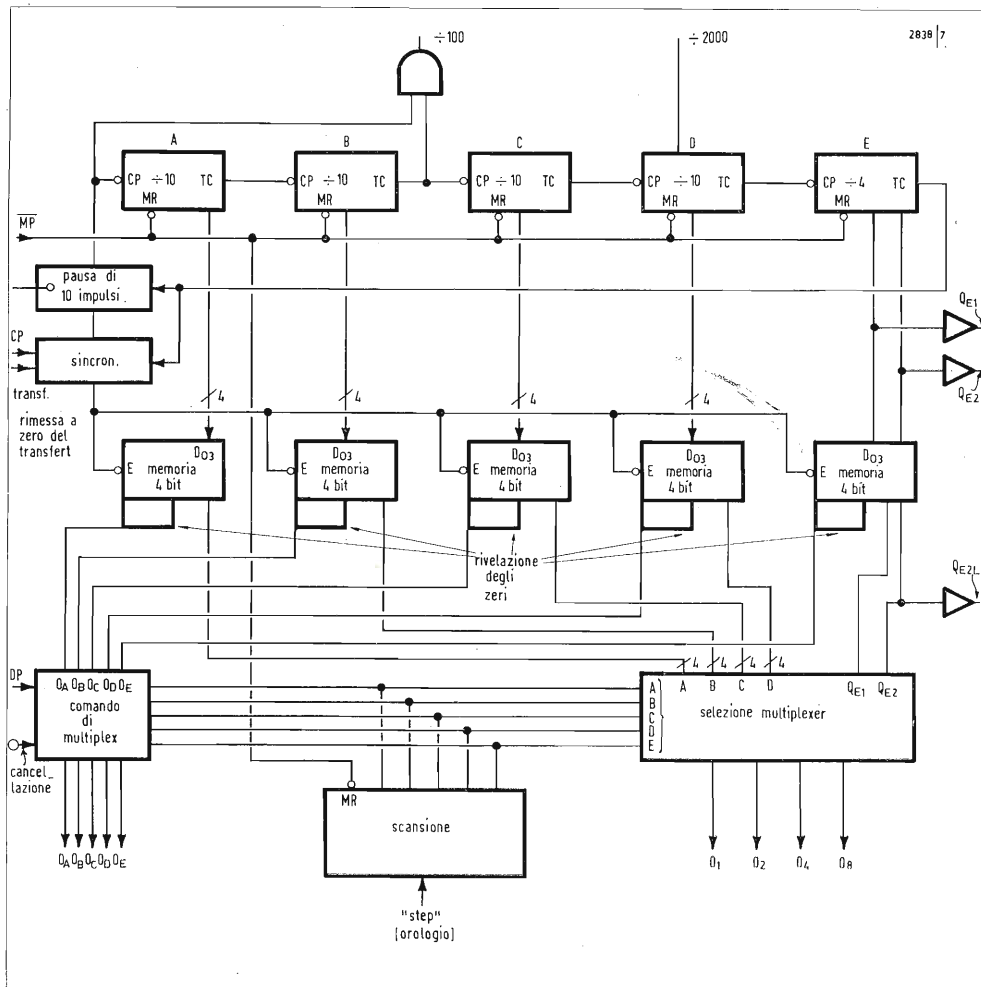 ÷100
÷2000
2838|7
A
B
C
D
E
CP ÷10 TC
MR
CP ÷10 TC
MR
CP ÷10 TC
MR
CP ÷10 TC
MR
CP ÷4 TC
MR
MP
pausa di
10 impulsi
CP
sincron.
transf.
rimessa a
zero del
transfert
QE1
QE2
4
4
4
4
DO3
E memoria
4 bit
DO3
E memoria
4 bit
DO3
E memoria
4 bit
DO3
E memoria
4 bit
DO3
E memoria
4 bit
rivelazione
degli
zeri
QE2L
DP
OA OB OC OD OE
comando
di
multiplex
cancel_
lazione
4 4 4 4
A B C D QE1 QE2
A
B
C
D
E
selezione multiplexer
MR
scansione
OA OB OC OD OE
O1 O2 O4 O8
"step"
[orologio]